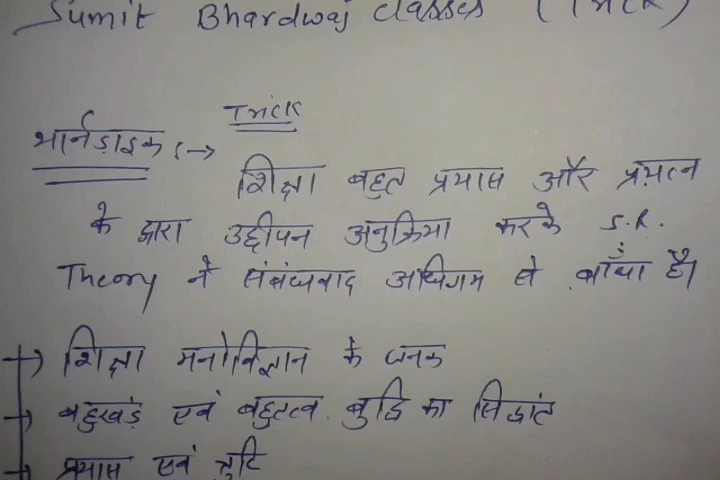 Sumit Bhardwaj classes (Trick)
Trick
थार्नडाइक :→
शिक्षा बहुत प्रयास और प्रयत्न
के द्वारा उद्दीपन अनुक्रिया करके S.R.
Theory ने संबंधवाद अधिगम से बाँधा है।
→ शिक्षा मनोविज्ञान के जनक
→ बहुखंड एवं बहुतत्व बुद्धि का सिद्धांत
→ प्रयास एवं त्रुटि